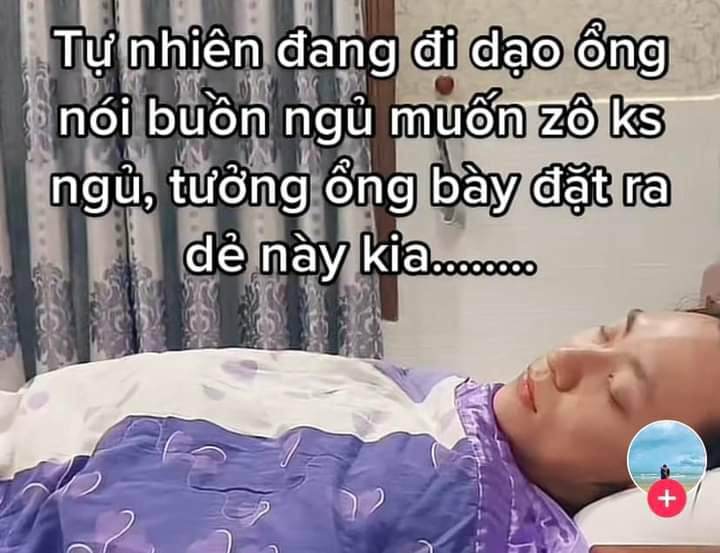 Tự nhiên đang đi dạo ổng
nói buồn ngủ muốn zô ks
ngủ, tưởng ổng bày đặt ra
dẻ này kia........